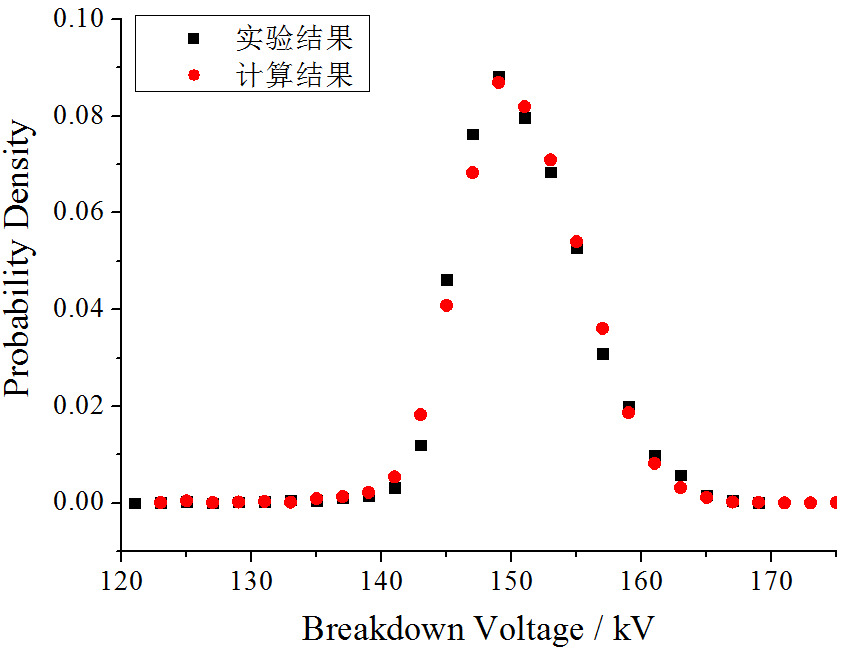 0.10
实验结果
计算结果
0.08
0.06
0.04
0.02
0.00
Probability Density
120 130 140 150 160 170
Breakdown Voltage / kV